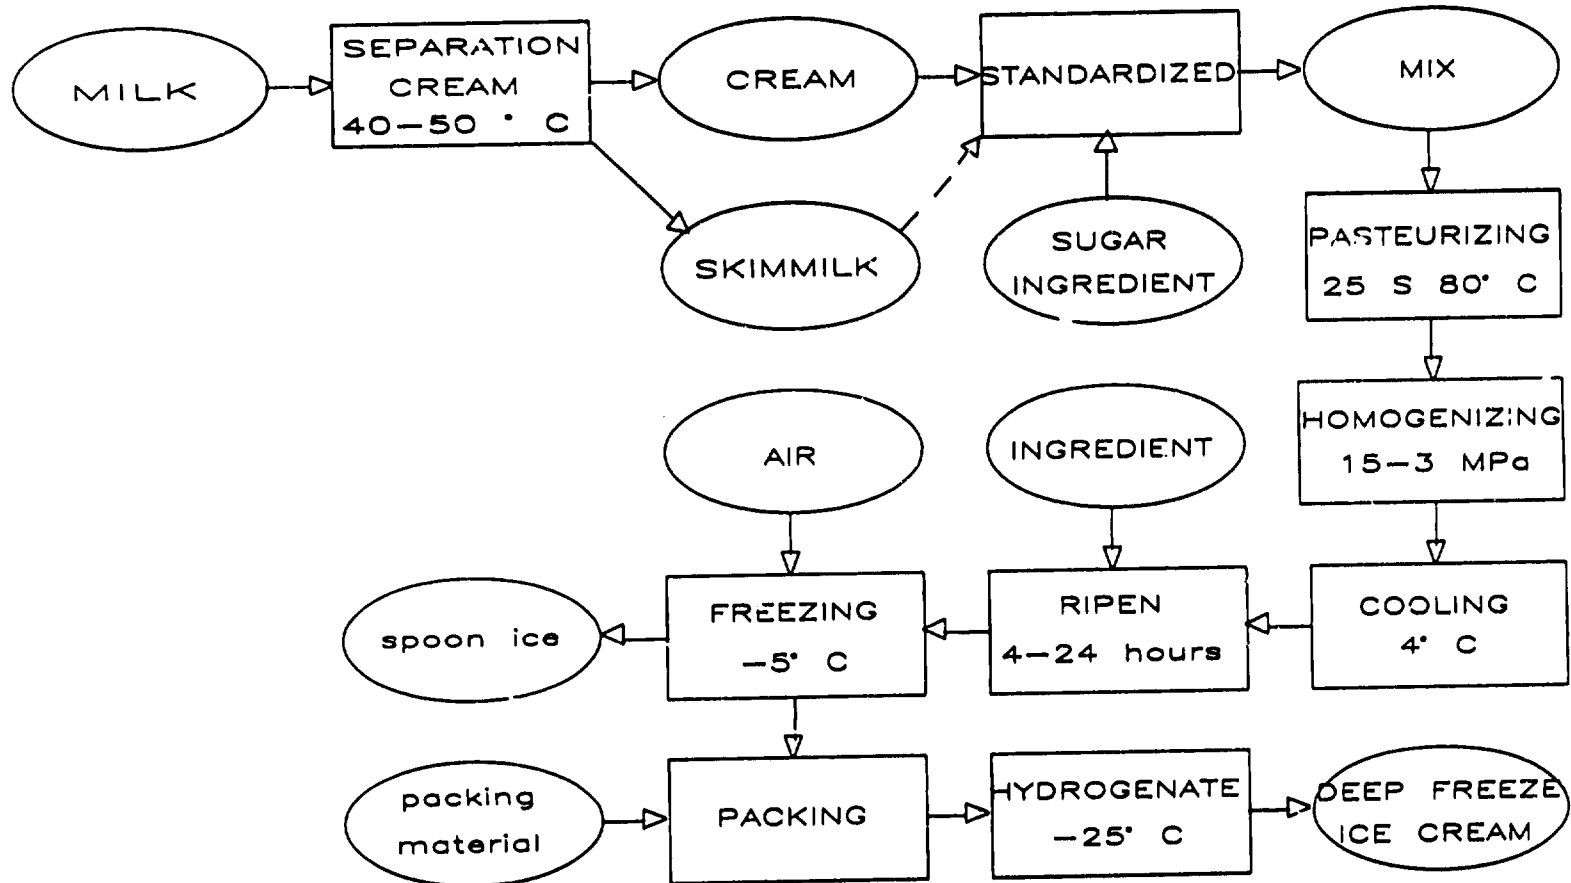 MILK
SEPARATION
CREAM
40-50 ° C
CREAM
STANDARDIZED
MIX
SKIMMILK
SUGAR
INGREDIENT
PASTEURIZING
25 S 80° C
HOMOGENIZING
15-3 MPa
AIR
INGREDIENT
spoon ice
FREEZING
-5° C
RIPEN
4-24 hours
COOLING
4° C
packing
material
PACKING
HYDROGENATE
-25° C
DEEP FREEZE
ICE CREAM